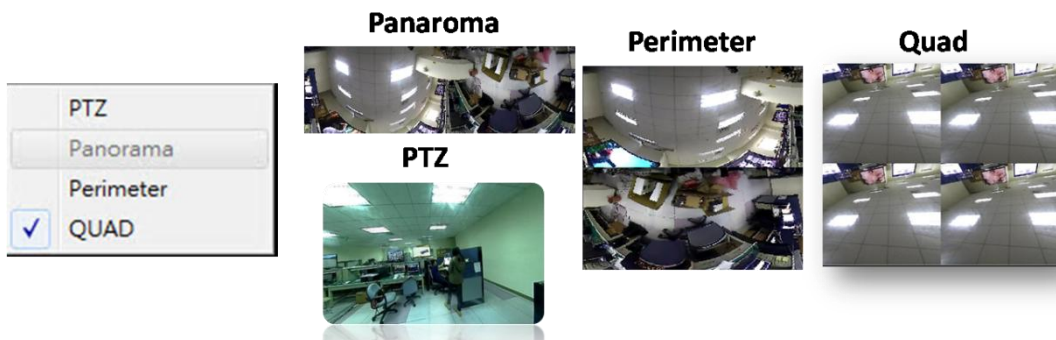 PTZ
Panorama
Perimeter
QUAD
Panaroma
PTZ
Perimeter
Quad